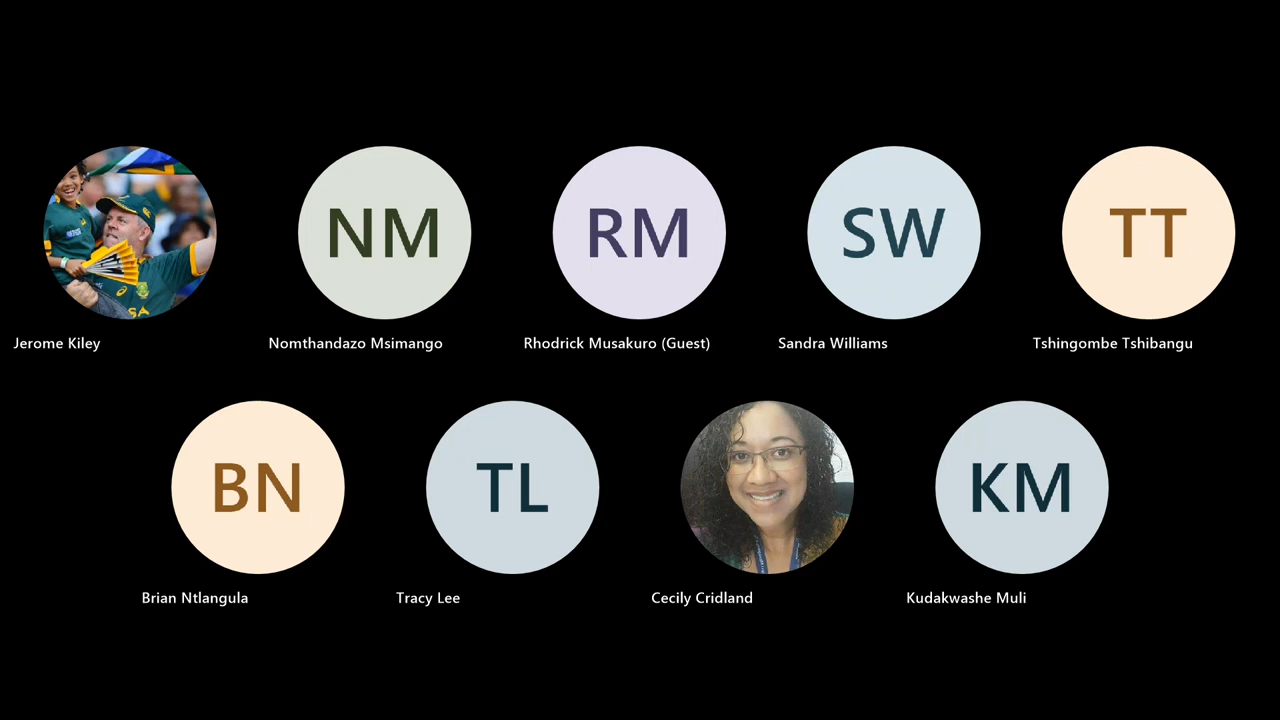 NM
RM
SW
TT
Jerome Kiley
Nomthandazo Msimango
Rhodrick Musakuro (Guest)
Sandra Williams
Tshingombe Tshibangu
BN
TL
KM
Brian Ntlangula
Tracy Lee
Cecily Cridland
Kudakwashe Muli